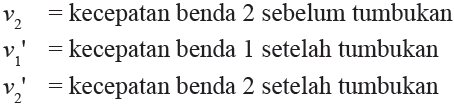 v₂ = kecepatan benda 2 sebelum tumbukan
v₁' = kecepatan benda 1 setelah tumbukan
v₂' = kecepatan benda 2 setelah tumbukan